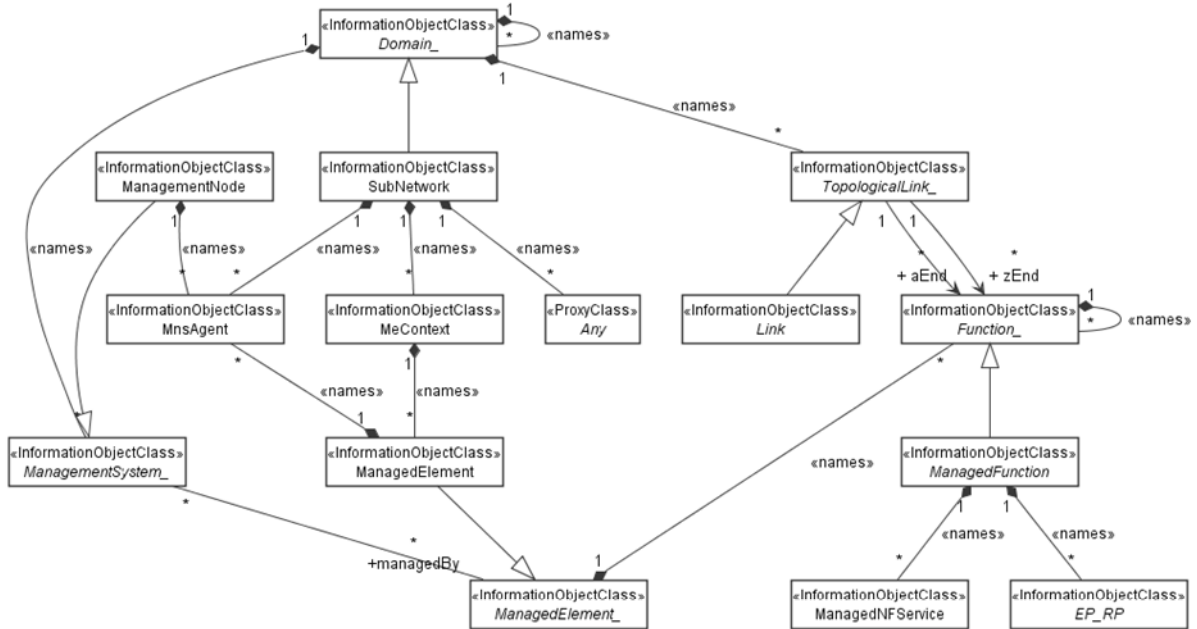 «InformationObjectClass»
Domain_
1
*
«names»
1
1
«names»
*
«InformationObjectClass»
ManagementNode
«InformationObjectClass»
SubNetwork
«InformationObjectClass»
TopologicalLink_
1
1
1
1
1
1
«names»
«names»
«names»
«names»
«names»
*
*
*
*
*
*
+ aEnd
+ zEnd
«InformationObjectClass»
MnsAgent
«InformationObjectClass»
MeContext
«ProxyClass»
Any
«InformationObjectClass»
Link
«InformationObjectClass»
Function_
1
*
«names»
*
1
*
«names»
«names»
1
*
*
«InformationObjectClass»
ManagementSystem_
«InformationObjectClass»
ManagedElement
«names»
«InformationObjectClass»
ManagedFunction
*
1
1
«names»
«names»
*
+managedBy
1
*
*
«InformationObjectClass»
ManagedElement_
«InformationObjectClass»
ManagedNFService
«InformationObjectClass»
EP_RP